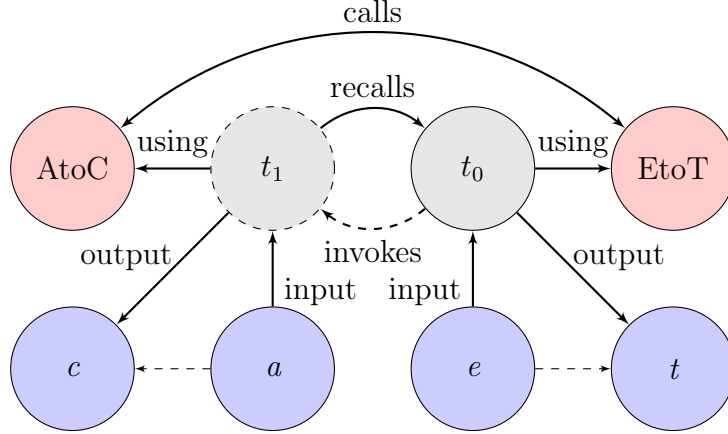 calls
recalls
AtoC
using
t₁
t₀
using
EtoT
output
invokes
output
input
input
c
a
e
t